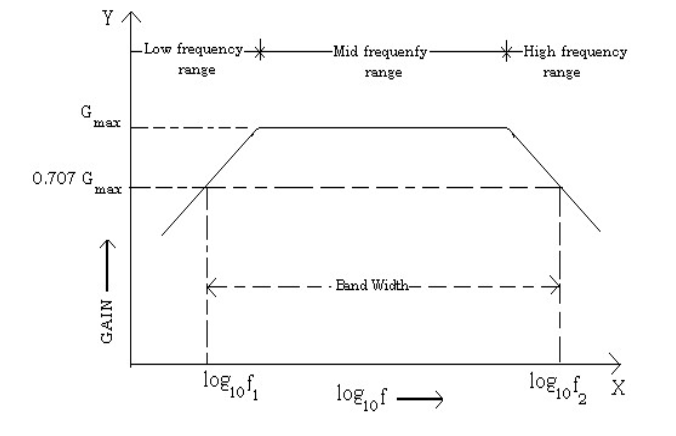 Y
Low frequency
range
Mid frequenfy
range
High frequency
range
G max
0.707 G max
Band Width
GAIN
log10f1
log10f
log10f2
X